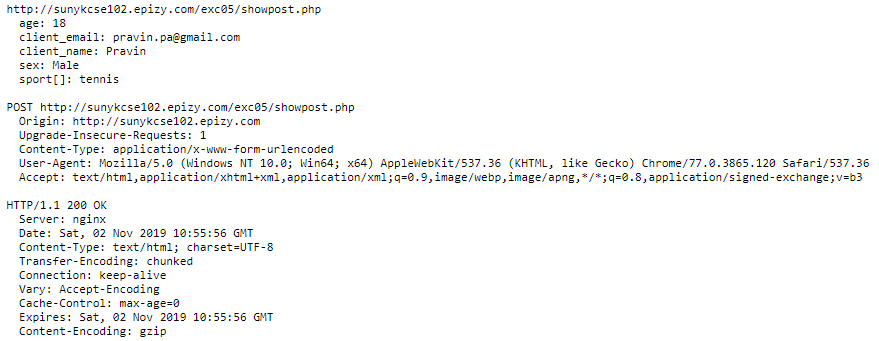 http://sunykcse102.epizy.com/exc05/showpost.php
age: 18
client_email: pravin.pa@gmail.com
client_name: Pravin
sex: Male
sport[]: tennis
POST http://sunykcse102.epizy.com/exc05/showpost.php
Origin: http://sunykcse102.epizy.com
Upgrade-Insecure-Requests: 1
Content-Type: application/x-www-form-urlencoded
User-Agent: Mozilla/5.0 (Windows NT 10.0; Win64; x64) AppleWebKit/537.36 (KHTML, like Gecko) Chrome/77.0.3865.120 Safari/537.36
Accept: text/html,application/xhtml+xml,application/xml;q=0.9,image/webp,image/apng,*/*;q=0.8,application/signed-exchange;v=b3
HTTP/1.1 200 OK
Server: nginx
Date: Sat, 02 Nov 2019 10:55:56 GMT
Content-Type: text/html; charset=UTF-8
Transfer-Encoding: chunked
Connection: keep-alive
Vary: Accept-Encoding
Cache-Control: max-age=0
Expires: Sat, 02 Nov 2019 10:55:56 GMT
Content-Encoding: gzip